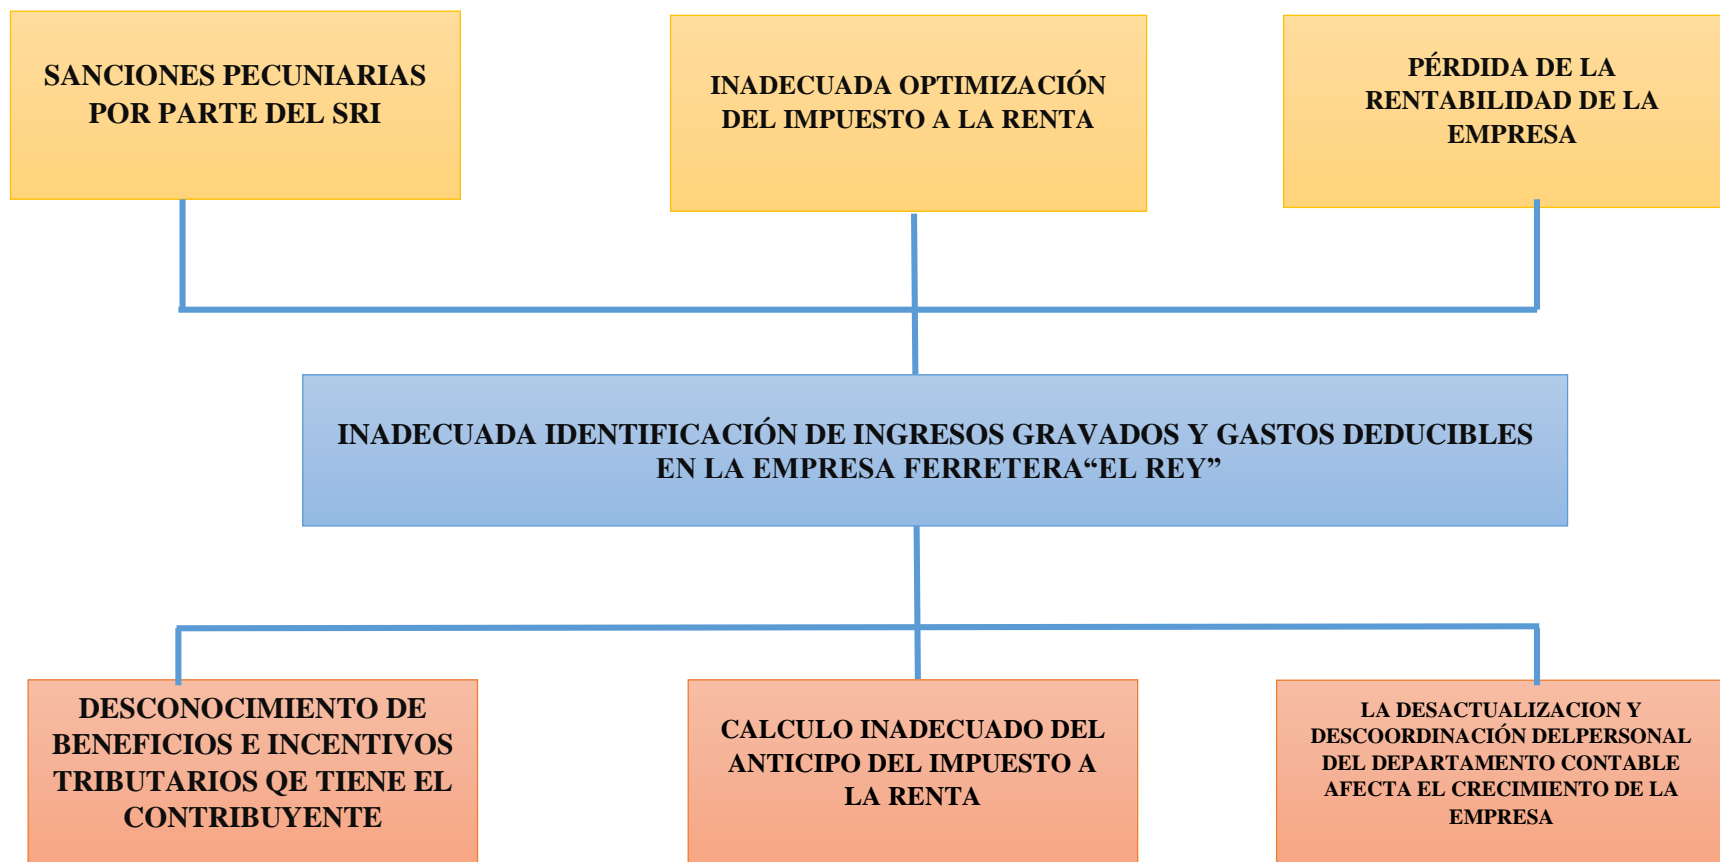 SANCIONES PECUNIARIAS
POR PARTE DEL SRI
INADECUADA OPTIMIZACIÓN
DEL IMPUESTO A LA RENTA
PÉRDIDA DE LA
RENTABILIDAD DE LA
EMPRESA
INADECUADA IDENTIFICACIÓN DE INGRESOS GRAVADOS Y GASTOS DEDUCIBLES
EN LA EMPRESA FERRETERA“EL REY”
DESCONOCIMIENTO DE
BENEFICIOS E INCENTIVOS
TRIBUTARIOS QE TIENE EL
CONTRIBUYENTE
CALCULO INADECUADO DEL
ANTICIPO DEL IMPUESTO A
LA RENTA
LA DESACTUALIZACION Y
DESCOORDINACIÓN DELPERSONAL
DEL DEPARTAMENTO CONTABLE
AFECTA EL CRECIMIENTO DE LA
EMPRESA